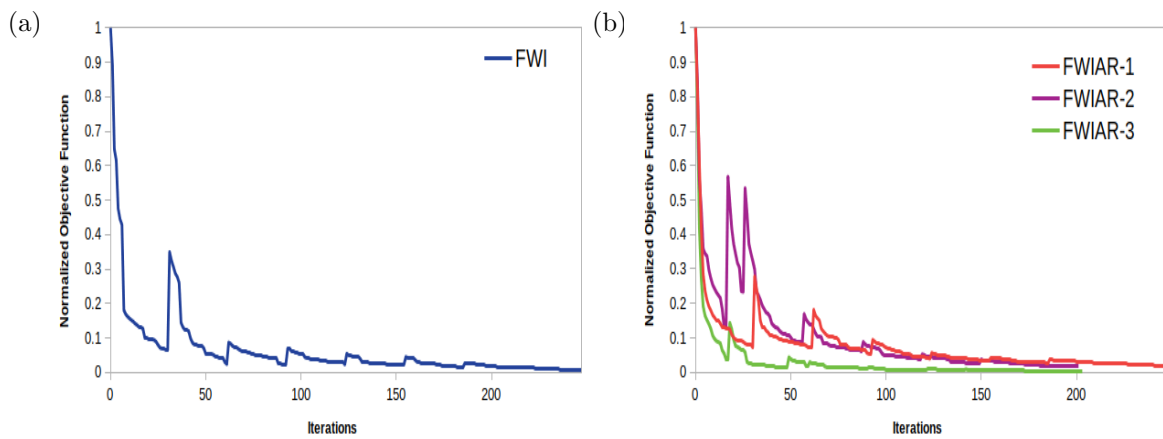 (a)
Normalized Objective Function
1
0.9
0.8
0.7
0.6
0.5
0.4
0.3
0.2
0.1
0
0 50 100 150 200
Iterations
FWI
(b)
Normalized Objective Function
1
0.9
0.8
0.7
0.6
0.5
0.4
0.3
0.2
0.1
0
0 50 100 150 200
Iterations
FWIAR-1
FWIAR-2
FWIAR-3